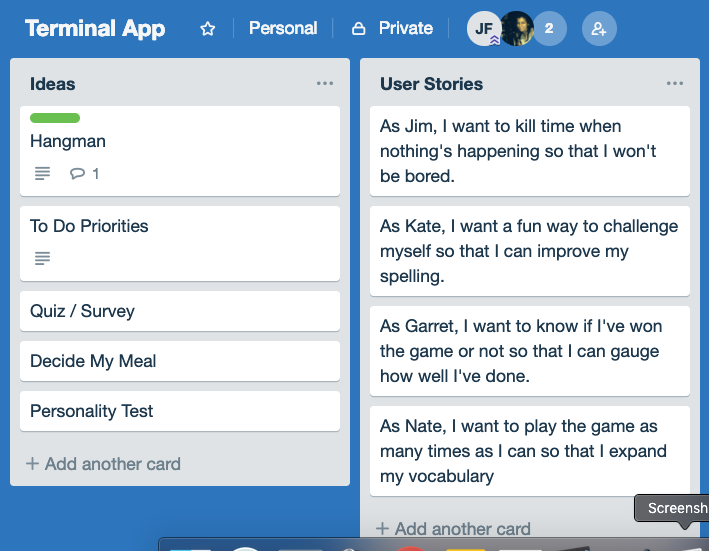 Terminal App
Personal
Private
JF
2
Ideas
Hangman
1
To Do Priorities
Quiz / Survey
Decide My Meal
Personality Test
+ Add another card
User Stories
As Jim, I want to kill time when
nothing's happening so that I won't
be bored.
As Kate, I want a fun way to challenge
myself so that I can improve my
spelling.
As Garret, I want to know if I've won
the game or not so that I can gauge
how well I've done.
As Nate, I want to play the game as
many times as I can so that I expand
my vocabulary
+ Add another card
Screensh